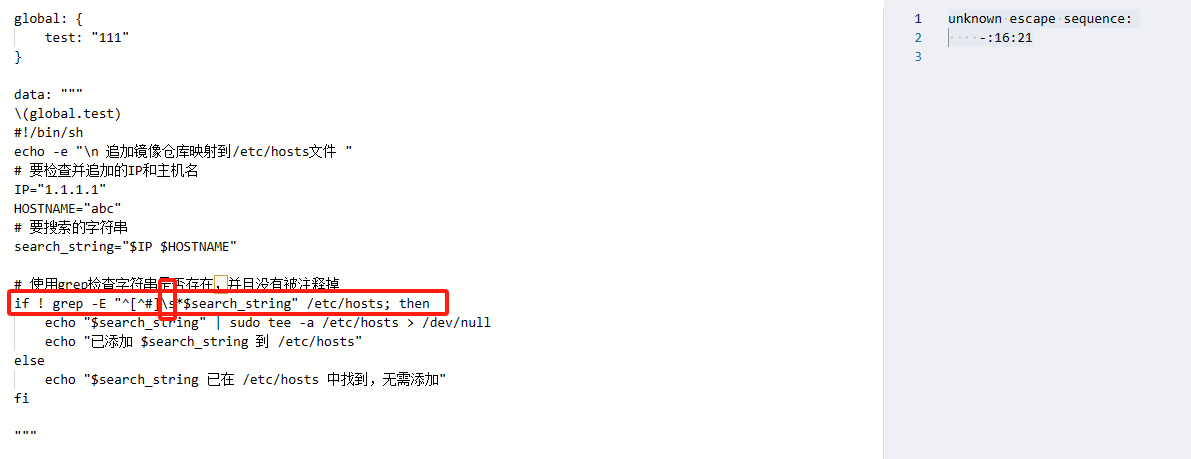 global: {
    test: "111"
}
data: """
\(global.test)
#!/bin/sh
echo -e "\n 追加镜像仓库映射到/etc/hosts文件 "
# 要检查并追加的IP和主机名
IP="1.1.1.1"
HOSTNAME="abc"
# 要搜索的字符串
search_string="$IP $HOSTNAME"
# 使用grep检查字符串是否存在，并且没有被注释掉
if ! grep -E "^[^#]\s*$search_string" /etc/hosts; then
    echo "$search_string" | sudo tee -a /etc/hosts > /dev/null
    echo "已添加 $search_string 到 /etc/hosts"
else
    echo "$search_string 已在 /etc/hosts 中找到，无需添加"
fi
"""
1 unknown escape sequence:
2     -:16:21
3